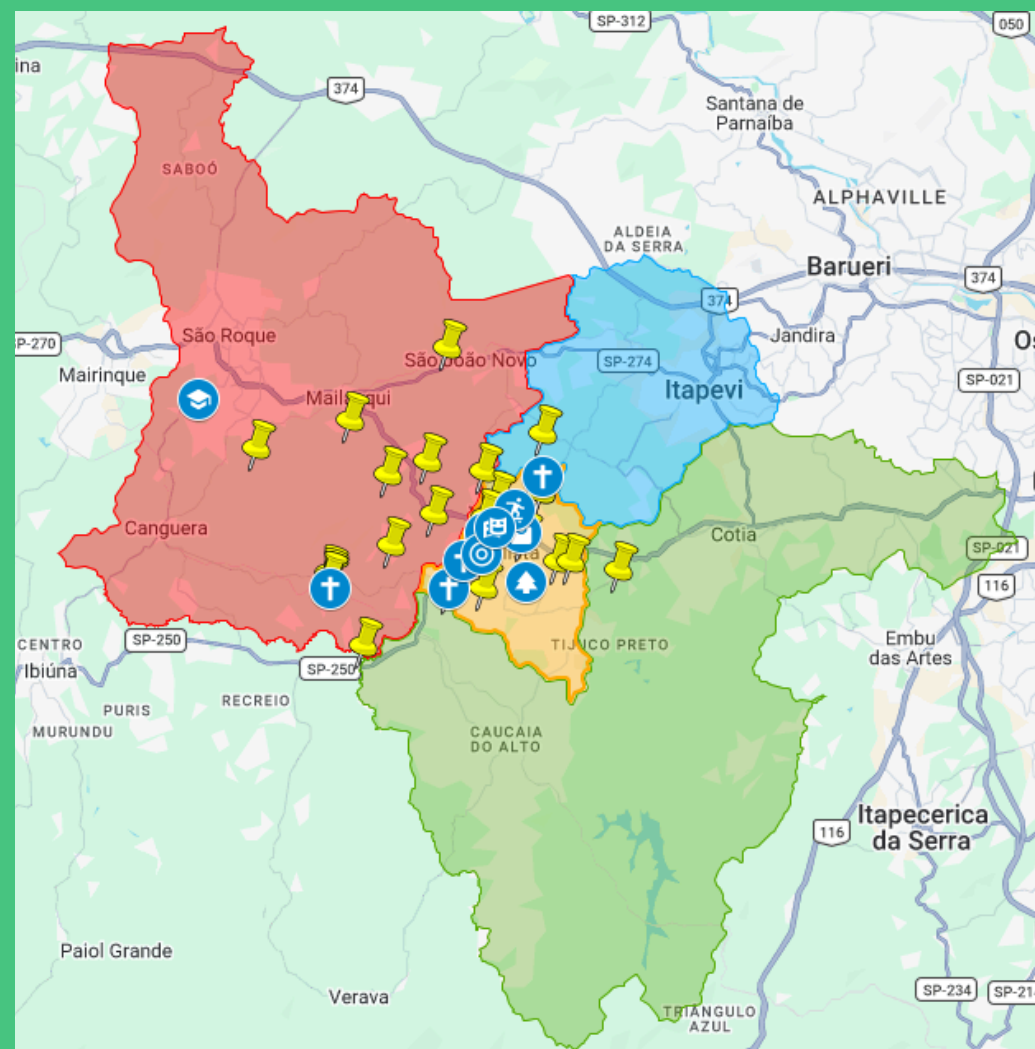 SP-312
050
ina
374
Santana de
Parnaíba
SABOÓ
ALPHAVILLE
ALDEIA
DA SERRA
Barueri
374
374
SP-270
São Roque
Jandira
Mairinque
São João Novo
SP-274
Itapevi
SP-021
Canguera
Cotia
SP-021
116
CENTRO
Ibiúna
SP-250
SP-250
TIJUCO PRETO
Embu
das Artes
PURIS
RECREIO
MURUNDU
CAUCAIA
DO ALTO
116
Itapecerica
da Serra
Paiol Grande
Verava
SP-234
TRIÂNGULO
AZUL